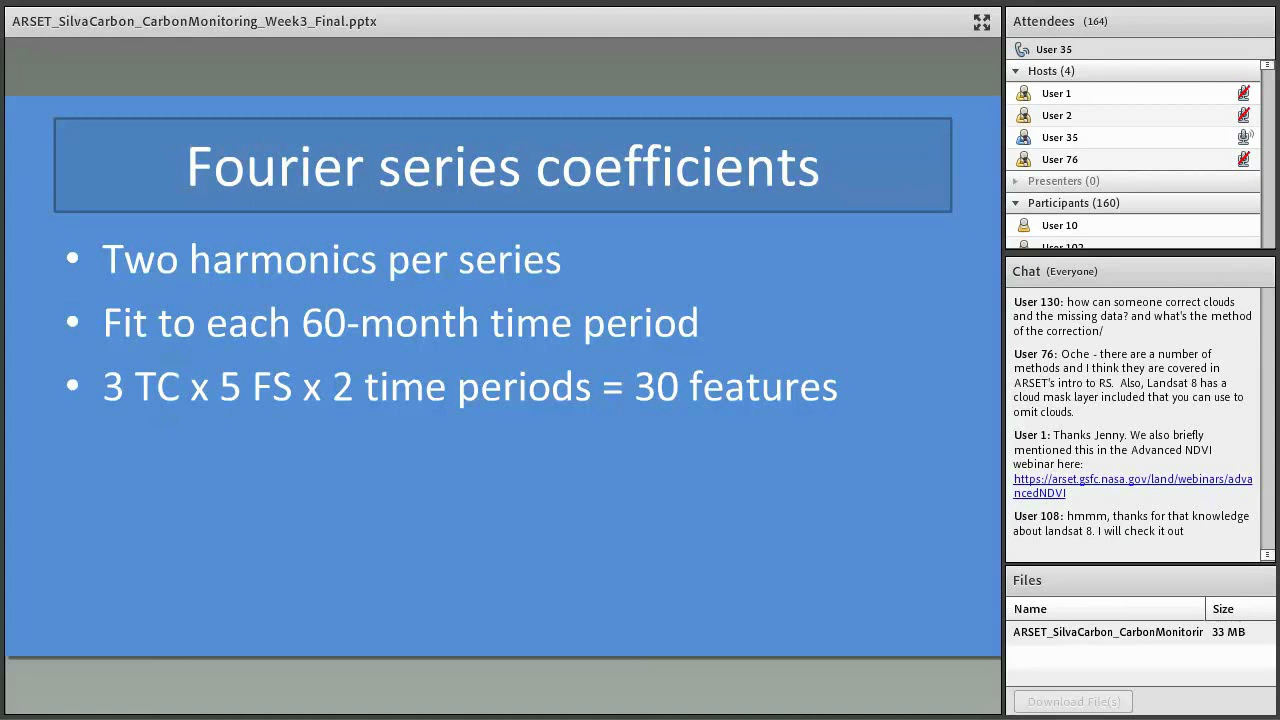 ARSET_SilvaCarbon_CarbonMonitoring_Week3_Final.pptx
Fourier series coefficients
• Two harmonics per series
• Fit to each 60-month time period
• 3 TC x 5 FS x 2 time periods = 30 features
Attendees (164)
User 35
Hosts (4)
User 1
User 2
User 35
User 76
Presenters (0)
Participants (160)
User 10
User 102
Chat (Everyone)
User 130: how can someone correct clouds
and the missing data? and what's the method
of the correction/
User 76: Oche - there are a number of
methods and I think they are covered in
ARSET's intro to RS. Also, Landsat 8 has a
cloud mask layer included that you can use to
omit clouds.
User 1: Thanks Jenny. We also briefly
mentioned this in the Advanced NDVI
webinar here:
https://arset.gsfc.nasa.gov/land/webinars/adva
ncedNDVI
User 108: hmmm, thanks for that knowledge
about landsat 8. I will check it out
Files
Name Size
ARSET_SilvaCarbon_CarbonMonitorir 33 MB
Download File(s)